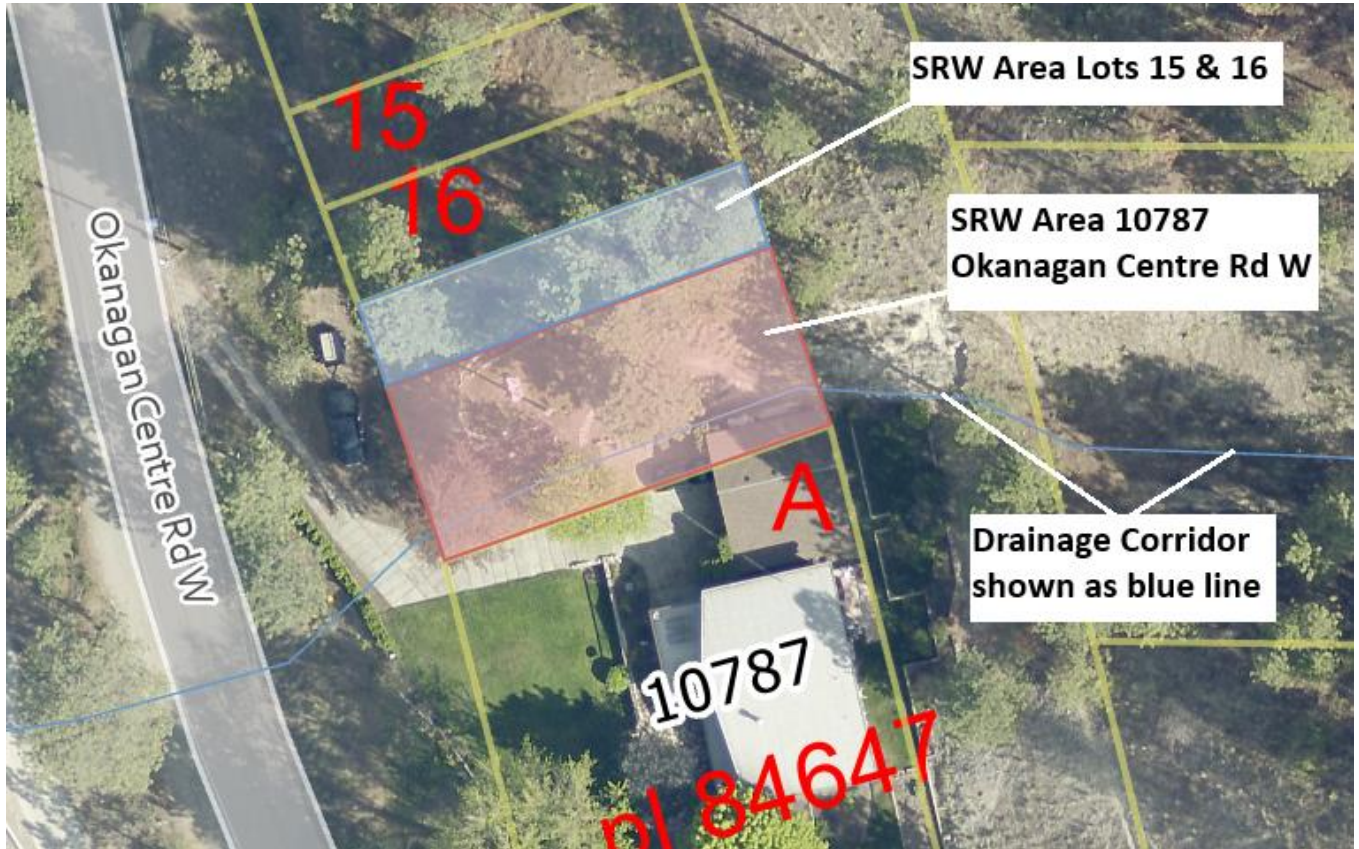 SRW Area Lots 15 & 16
15
16
SRW Area 10787
Okanagan Centre Rd W
Okanagan Centre Rd W
A
Drainage Corridor
shown as blue line
10787
pl 84647